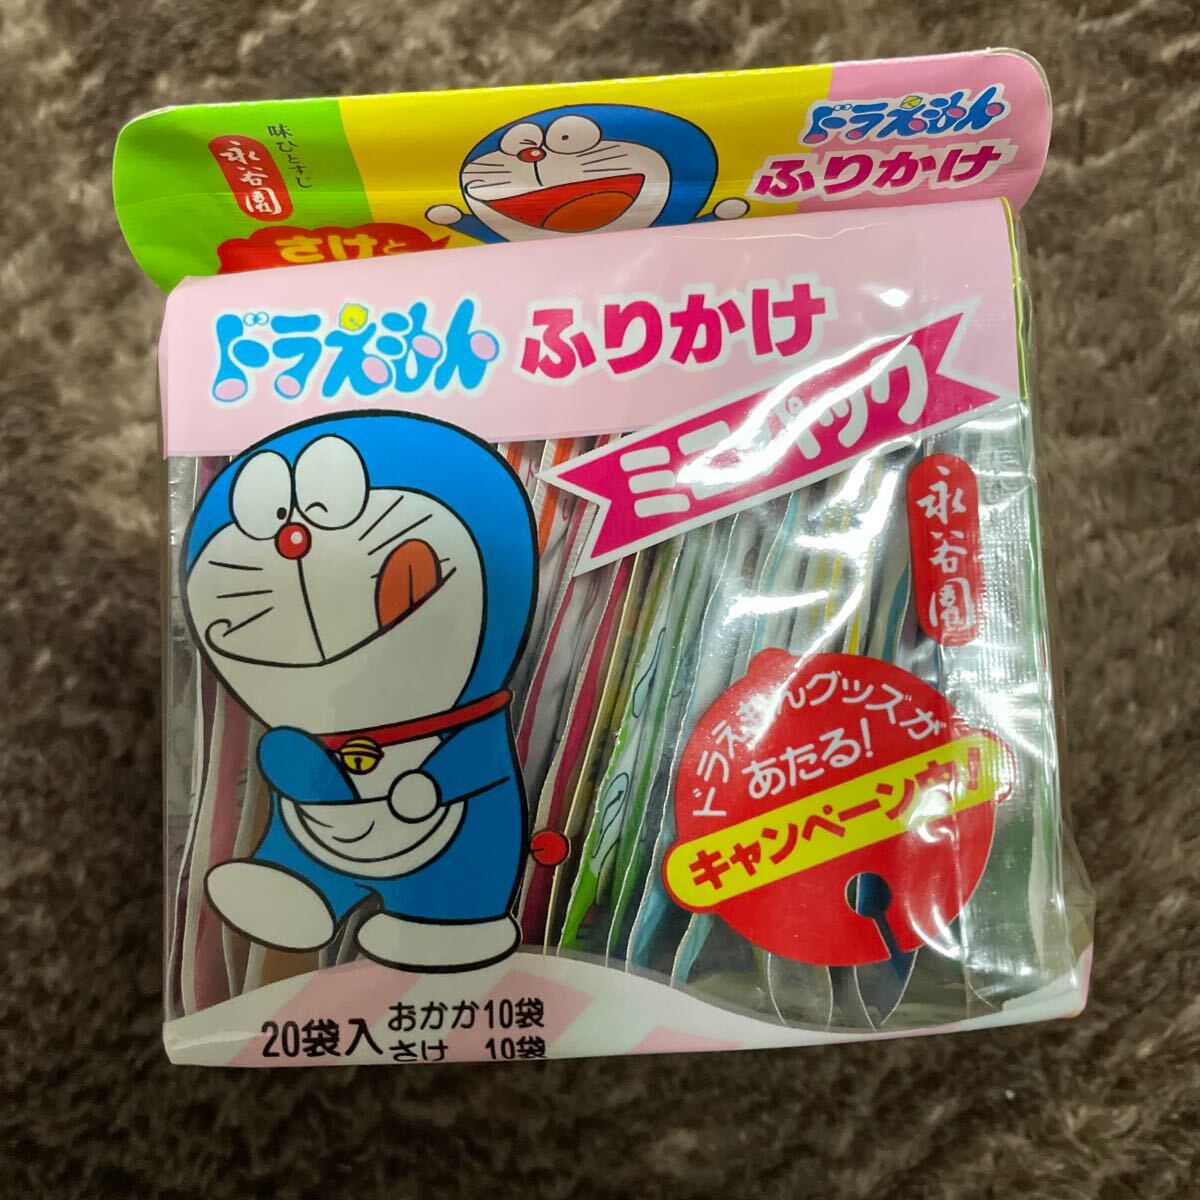 味ひとすじ
永谷園
さけと
ドラえもん
ふりかけ
ドラえもん ふりかけ
ミニパック
永谷園
ドラえもんグッズが
あたる!
キャンペーン中!
20袋入 おかか10袋
さけ 10袋